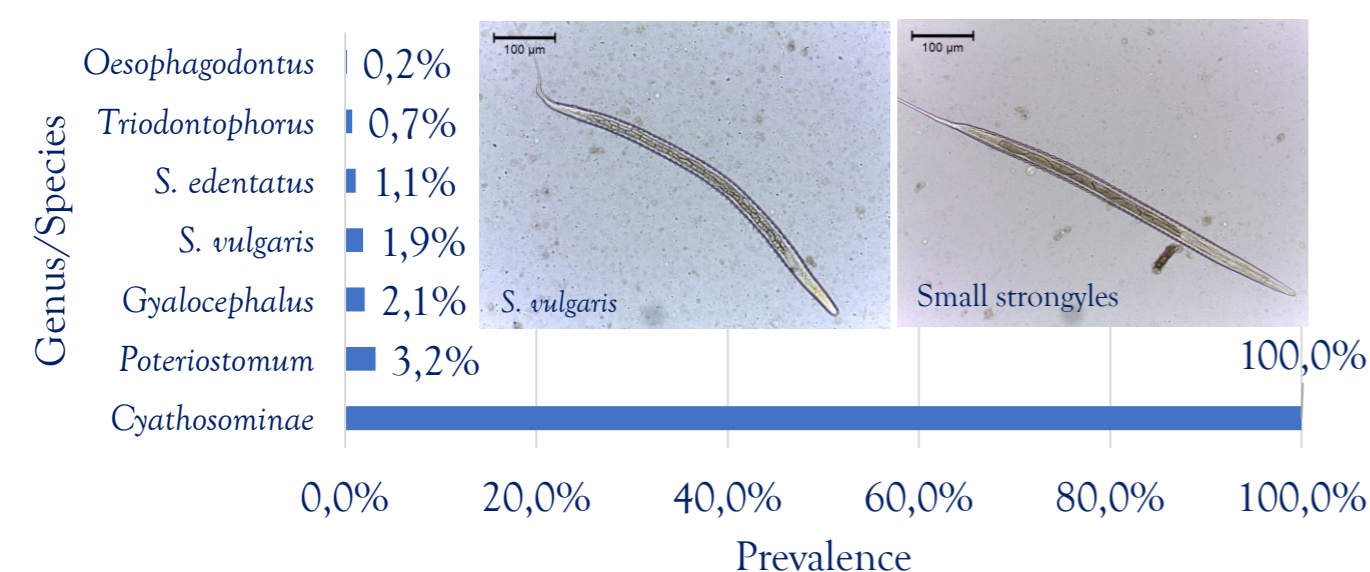 Genus/Species
Oesophagodontus 0,2%
Triodontophorus 0,7%
S. edentatus 1,1%
S. vulgaris 1,9%
Gyalocephalus 2,1%
Poteriostomum 3,2%
Cyathosominae 100,0%
100 µm
S. vulgaris
100 µm
Small strongyles
0,0% 20,0% 40,0% 60,0% 80,0% 100,0%
Prevalence